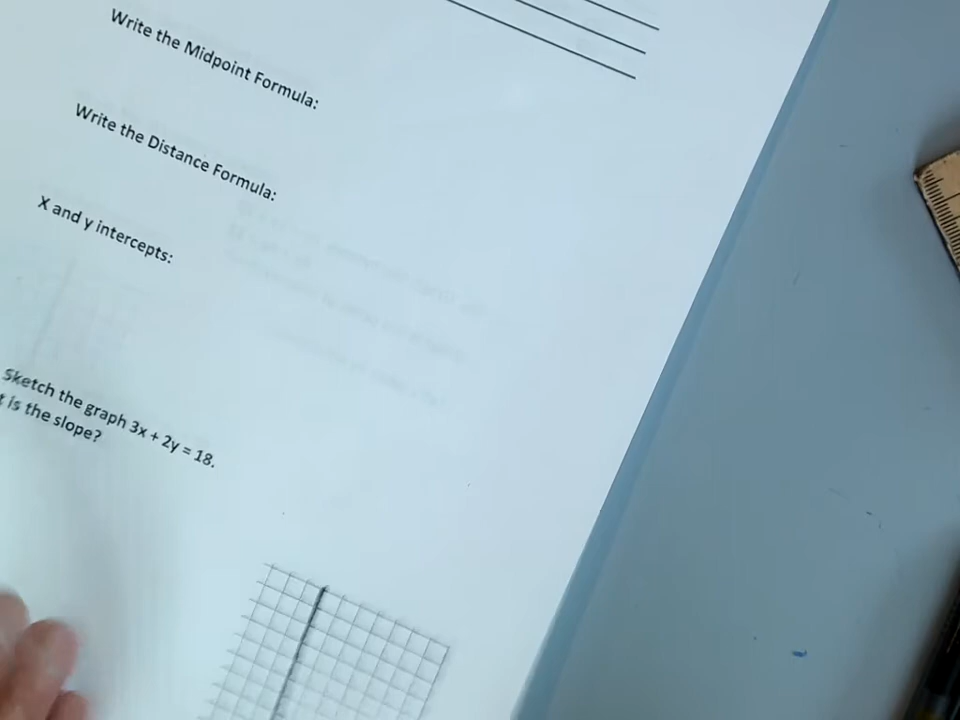 Write the Midpoint Formula:
Write the Distance Formula:
X and y intercepts:
Sketch the graph 3x + 2y = 18.
is the slope?